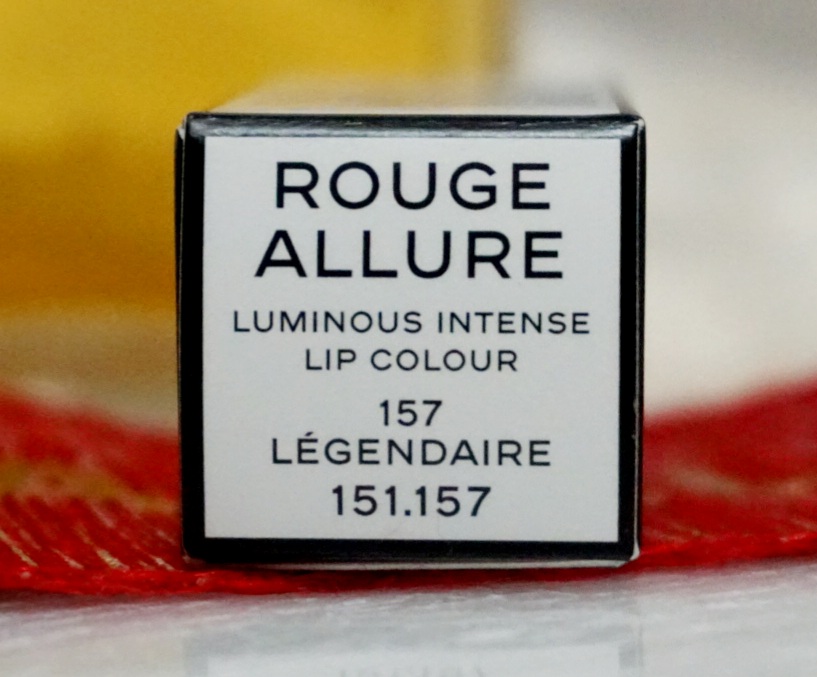 ROUGE
ALLURE
LUMINOUS INTENSE
LIP COLOUR
157
LÉGENDAIRE
151.157